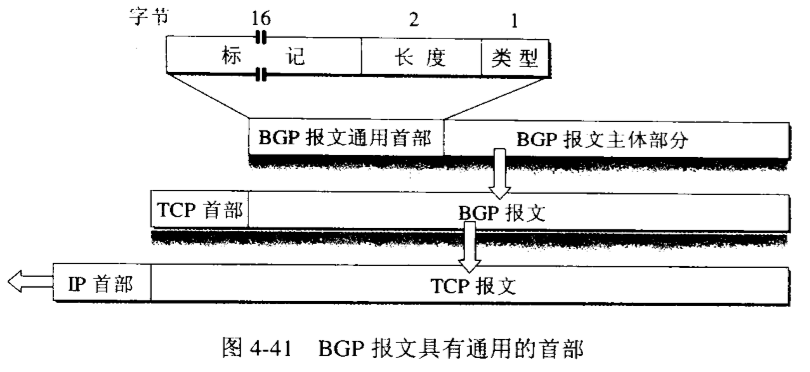 字节 16 2 1
标 记 长 度 类 型
BGP 报文通用首部 BGP 报文主体部分
TCP 首部 BGP 报文
IP 首部 TCP 报文
图 4-41 BGP 报文具有通用的首部